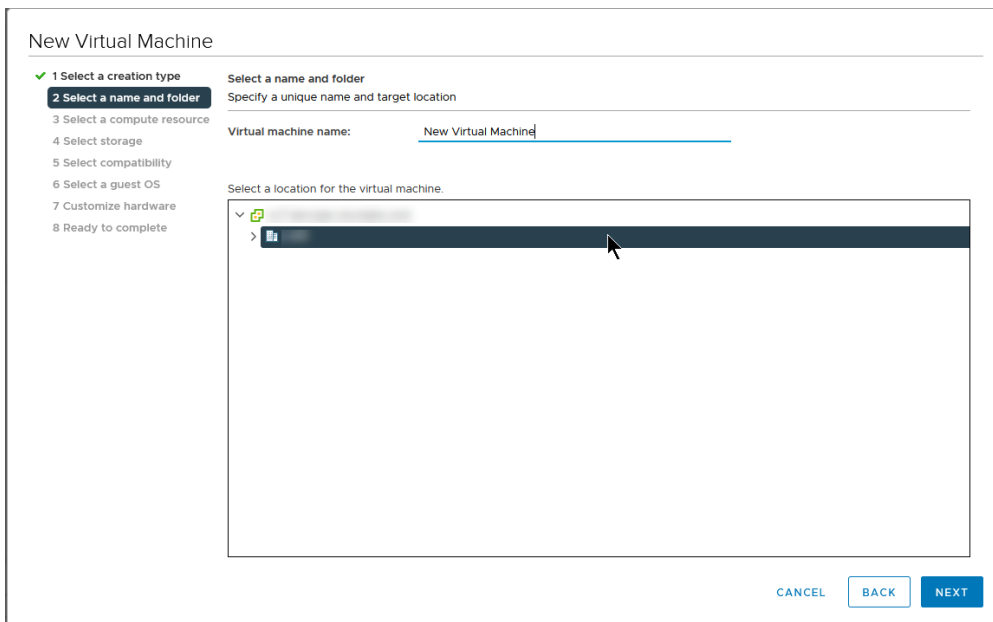 New Virtual Machine
1 Select a creation type
2 Select a name and folder
3 Select a compute resource
4 Select storage
5 Select compatibility
6 Select a guest OS
7 Customize hardware
8 Ready to complete
Select a name and folder
Specify a unique name and target location
Virtual machine name: New Virtual Machine
Select a location for the virtual machine.
CANCEL BACK NEXT